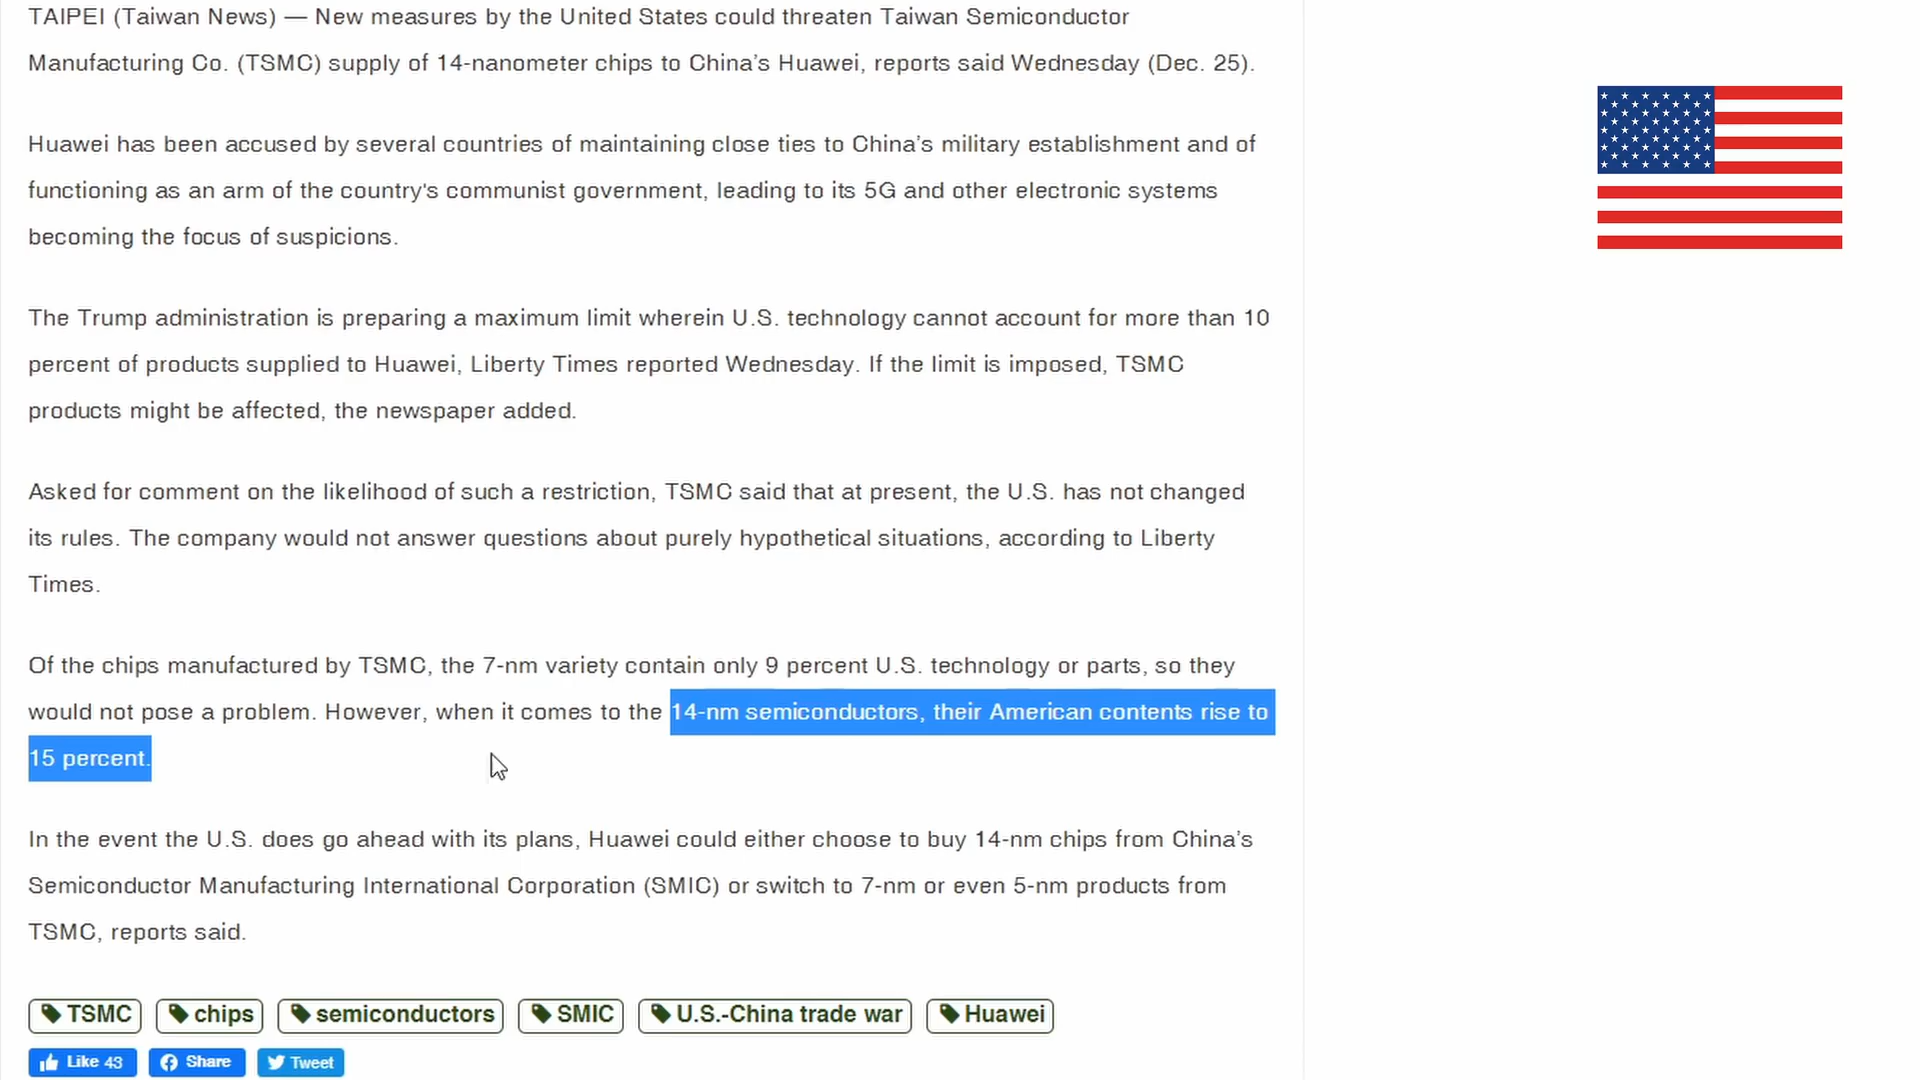 TAIPEI (Taiwan News) — New measures by the United States could threaten Taiwan Semiconductor
Manufacturing Co. (TSMC) supply of 14-nanometer chips to China’s Huawei, reports said Wednesday (Dec. 25).
Huawei has been accused by several countries of maintaining close ties to China’s military establishment and of
functioning as an arm of the country‘s communist government, leading to its 5G and other electronic systems
becoming the focus of suspicions.
The Trump administration is preparing a maximum limit wherein U.S. technology cannot account for more than 10
percent of products supplied to Huawei, Liberty Times reported Wednesday. If the limit is imposed, TSMC
products might be affected, the newspaper added.
Asked for comment on the likelihood of such a restriction, TSMC said that at present, the U.S. has not changed
its rules. The company would not answer questions about purely hypothetical situations, according to Liberty
Times.
Of the chips manufactured by TSMC, the 7-nm variety contain only 9 percent U.S. technology or parts, so they
would not pose a problem. However, when it comes to the 14-nm semiconductors, their American contents rise to
15 percent.
In the event the U.S. does go ahead with its plans, Huawei could either choose to buy 14-nm chips from China’s
Semiconductor Manufacturing International Corporation (SMIC) or switch to 7-nm or even 5-nm products from
TSMC, reports said.
TSMC chips semiconductors SMIC U.S.-China trade war Huawei
Like 43 Share Tweet